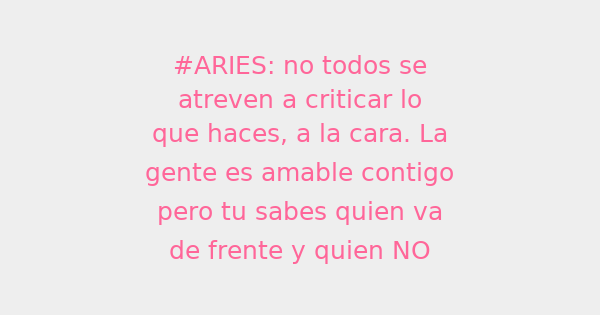 #ARIES: no todos se
atreven a criticar lo
que haces, a la cara. La
gente es amable contigo
pero tu sabes quien va
de frente y quien NO